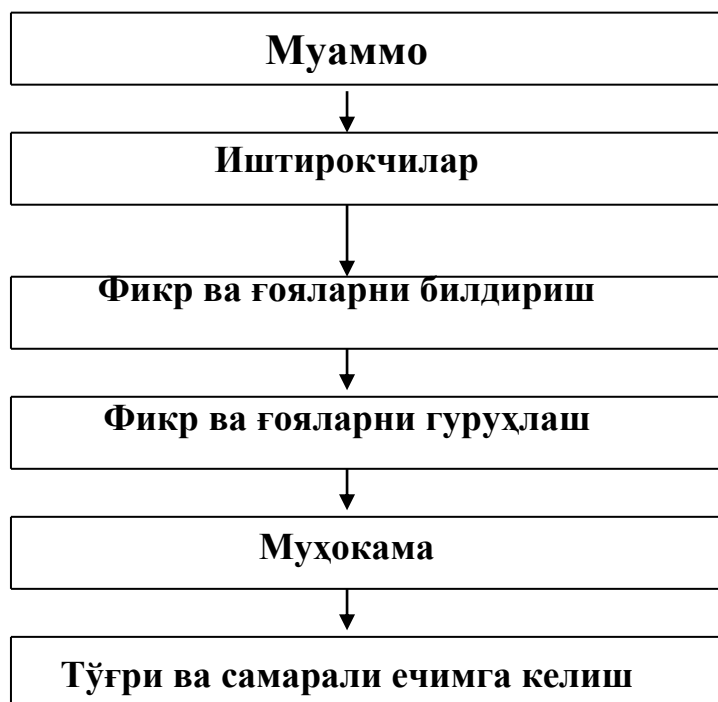 Муаммо
Иштирокчилар
Фикр ва ғояларни билдириш
Фикр ва ғояларни гуруҳлаш
Муҳокама
Тўғри ва самарали ечимга келиш